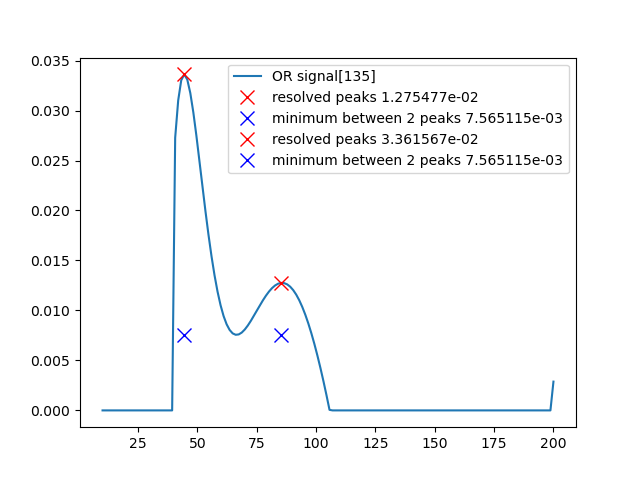 0.035
0.030
0.025
0.020
0.015
0.010
0.005
0.000
OR signal[135]
resolved peaks 1.275477e-02
minimum between 2 peaks 7.565115e-03
resolved peaks 3.361567e-02
minimum between 2 peaks 7.565115e-03
25 50 75 100 125 150 175 200